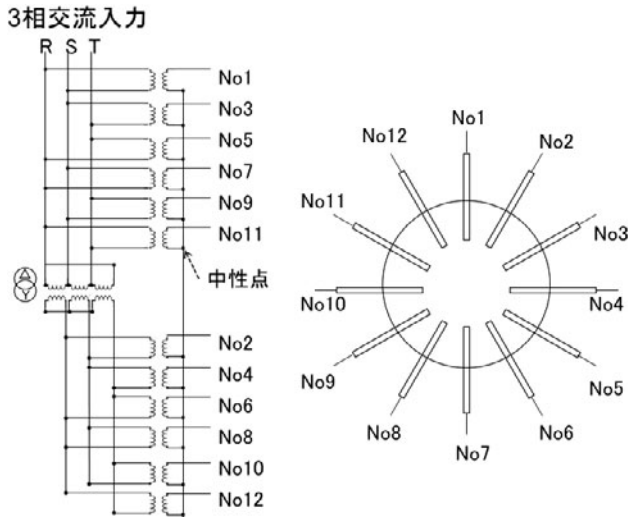 3相交流入力
R S T
No1
No3
No5
No7
No9
No11
中性点
No2
No4
No6
No8
No10
No12
No1
No2
No3
No4
No5
No6
No7
No8
No9
No10
No11
No12